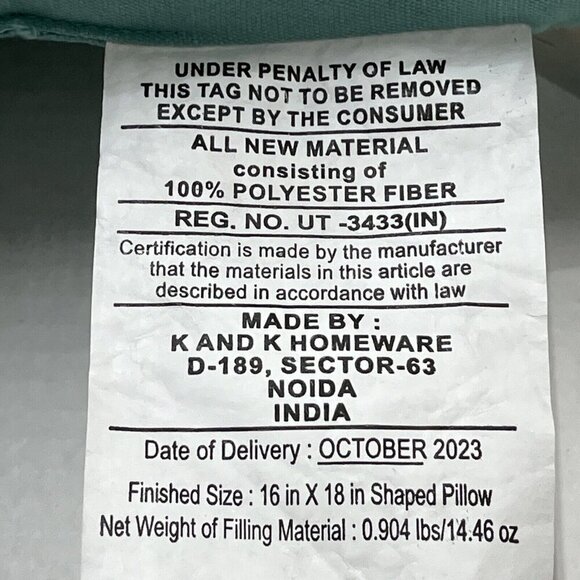 UNDER PENALTY OF LAW
THIS TAG NOT TO BE REMOVED
EXCEPT BY THE CONSUMER
ALL NEW MATERIAL
consisting of
100% POLYESTER FIBER
REG. NO. UT -3433(IN)
Certification is made by the manufacturer
that the materials in this article are
described in accordance with law
MADE BY :
K AND K HOMEWARE
D-189, SECTOR-63
NOIDA
INDIA
Date of Delivery : OCTOBER 2023
Finished Size : 16 in X 18 in Shaped Pillow
Net Weight of Filling Material : 0.904 lbs/14.46 oz